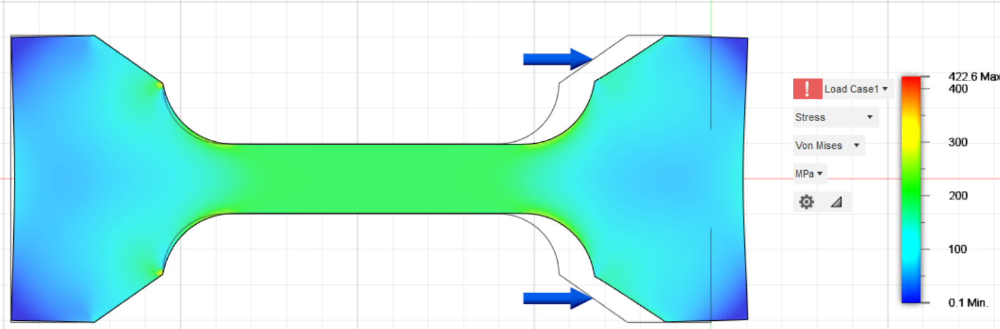 422.6 Max
400
Load Case1
Stress
Von Mises
300
MPa
200
100
0.1 Min.